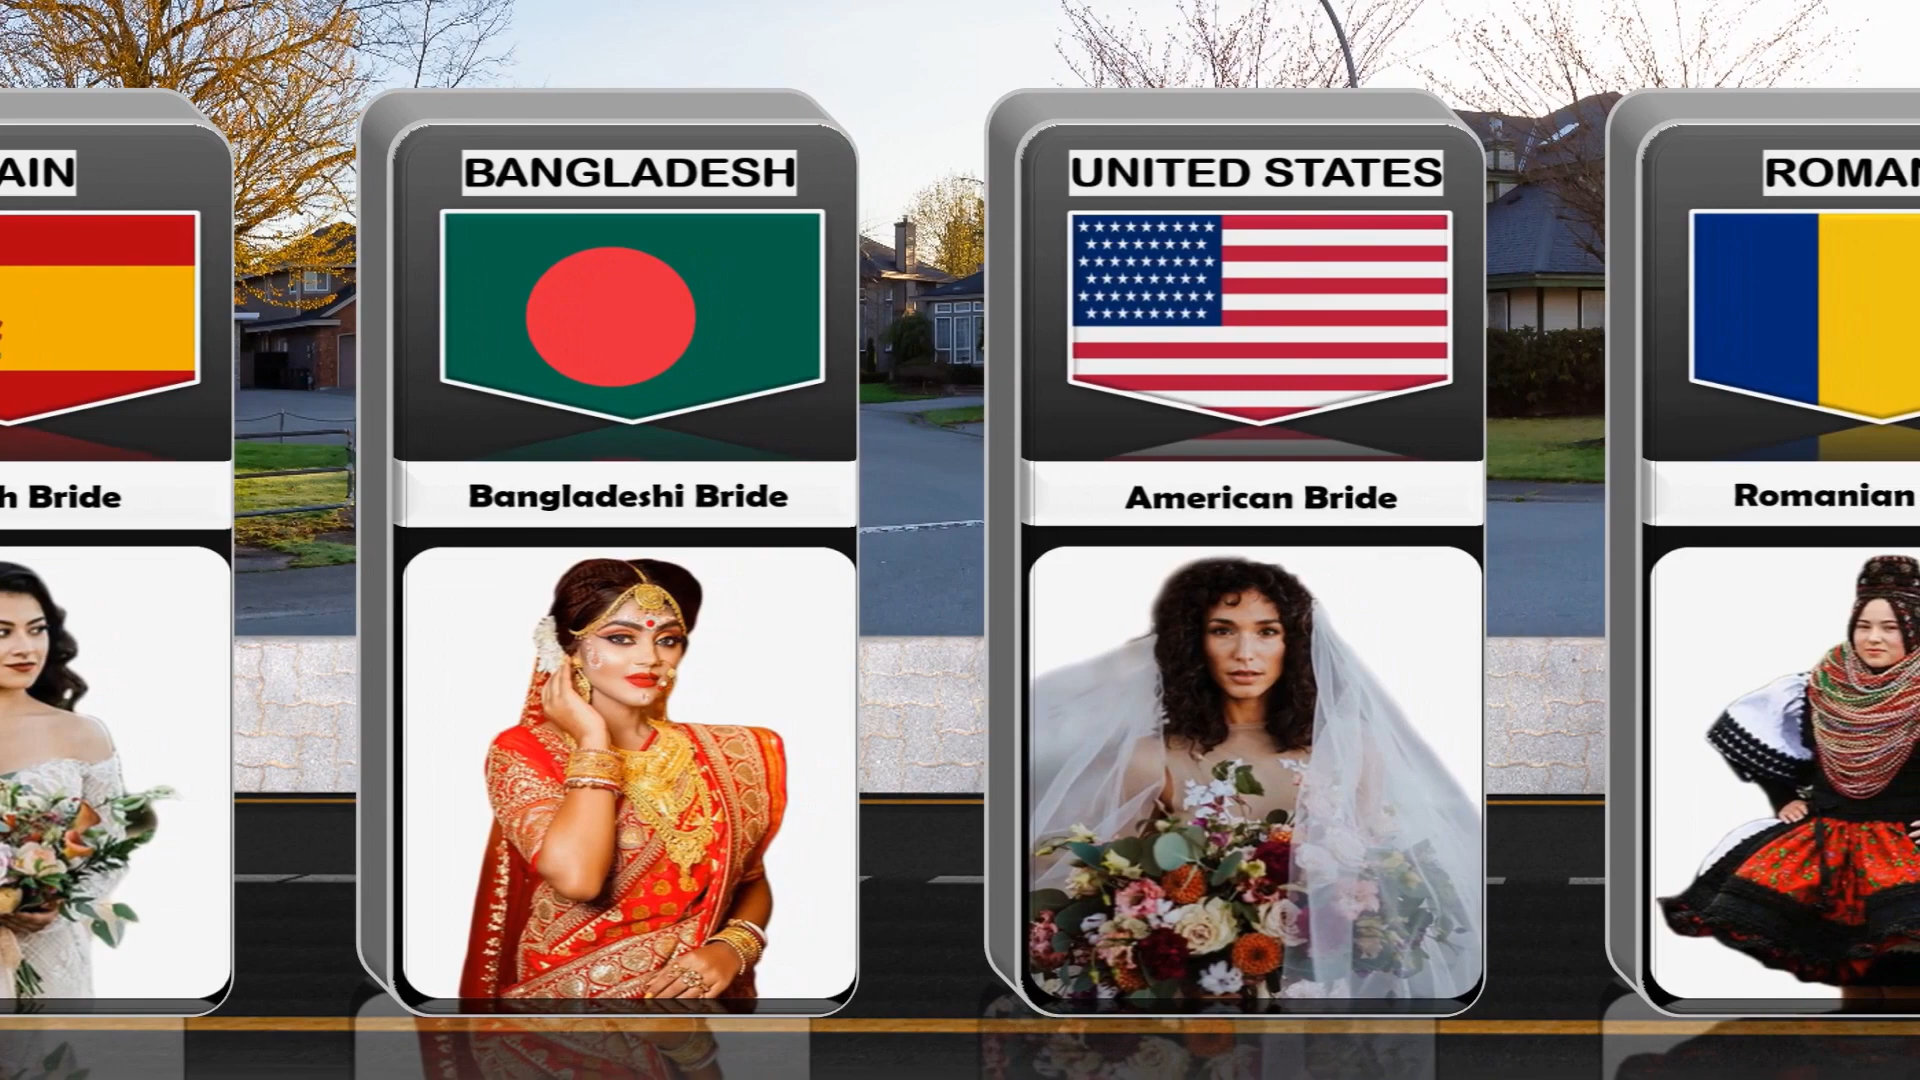 AIN
BANGLADESH
UNITED STATES
ROMAN
h Bride
Bangladeshi Bride
American Bride
Romanian